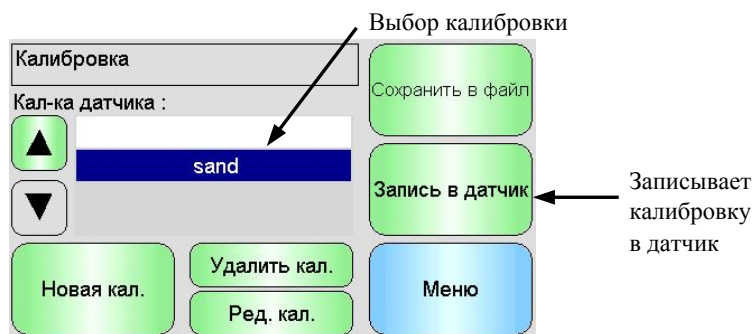 Выбор калибровки
Калибровка
Сохранить в файл
Кал-ка датчика :
sand
Запись в датчик
Записывает
калибровку
в датчик
Новая кал.
Удалить кал.
Ред. кал.
Меню